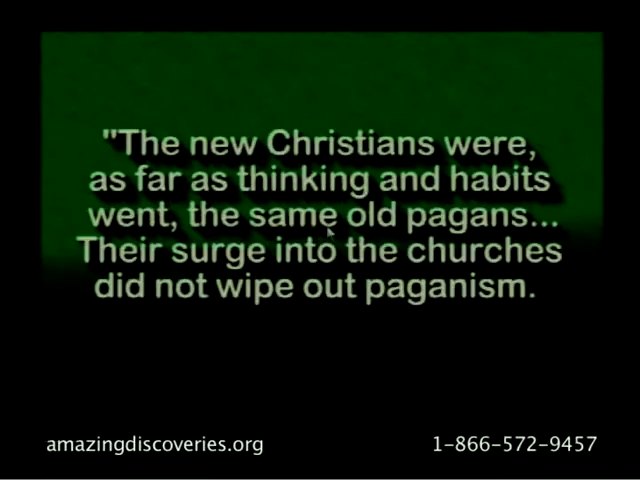 "The new Christians were,
as far as thinking and habits
went, the same old pagans...
Their surge into the churches
did not wipe out paganism.
amazingdiscoveries.org
1-866-572-9457